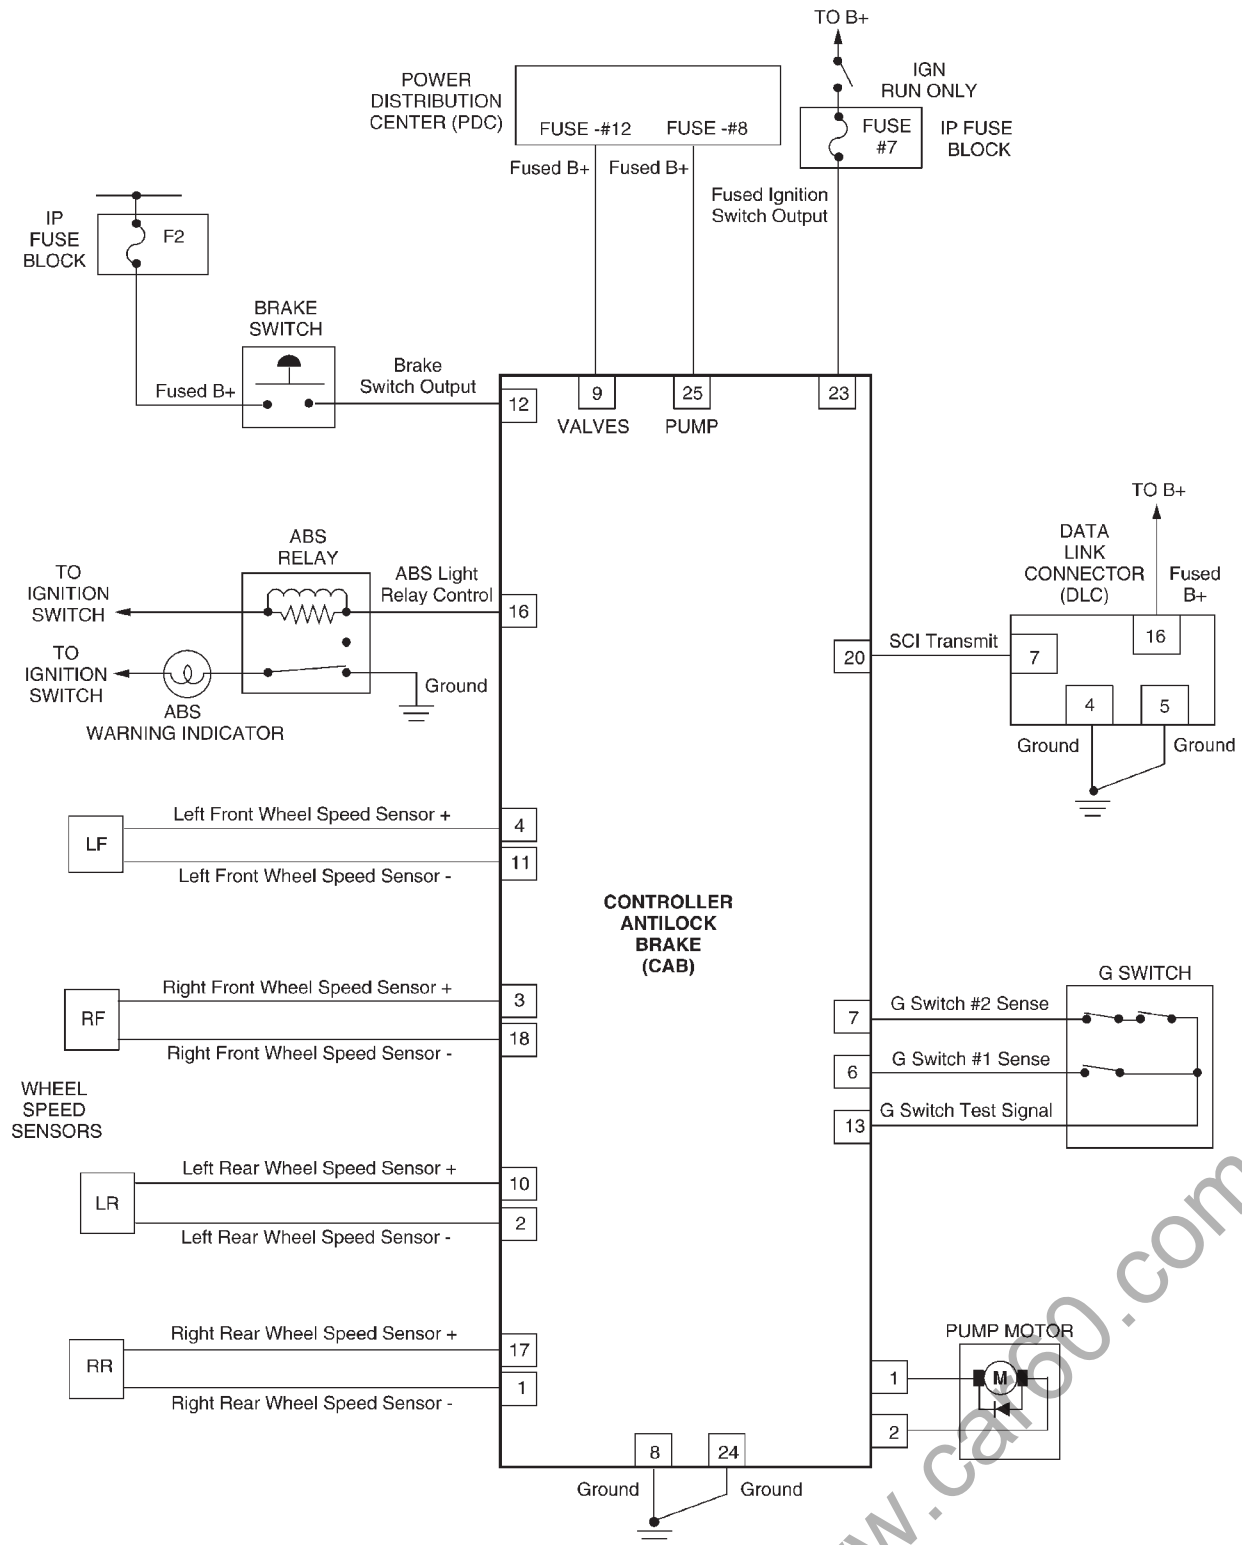 TO B+
POWER
DISTRIBUTION
CENTER (PDC)
FUSE -#12
FUSE -#8
IGN
RUN ONLY
FUSE
#7
IP FUSE
BLOCK
Fused B+
Fused B+
Fused Ignition
Switch Output
IP
FUSE
BLOCK
F2
BRAKE
SWITCH
Fused B+
Brake
Switch Output
12
9
25
23
VALVES
PUMP
ABS
RELAY
TO
IGNITION
SWITCH
ABS Light
Relay Control
16
TO
IGNITION
SWITCH
Ground
ABS
WARNING INDICATOR
TO B+
DATA
LINK
CONNECTOR
(DLC)
Fused
B+
20
SCI Transmit
7
16
4
5
Ground
Ground
LF
Left Front Wheel Speed Sensor +
4
11
Left Front Wheel Speed Sensor -
CONTROLLER
ANTILOCK
BRAKE
(CAB)
RF
Right Front Wheel Speed Sensor +
3
18
Right Front Wheel Speed Sensor -
G SWITCH
7
G Switch #2 Sense
6
G Switch #1 Sense
13
G Switch Test Signal
WHEEL
SPEED
SENSORS
LR
Left Rear Wheel Speed Sensor +
10
2
Left Rear Wheel Speed Sensor -
RR
Right Rear Wheel Speed Sensor +
17
1
Right Rear Wheel Speed Sensor -
PUMP MOTOR
1
M
2
8
24
Ground
Ground
w.car60.com